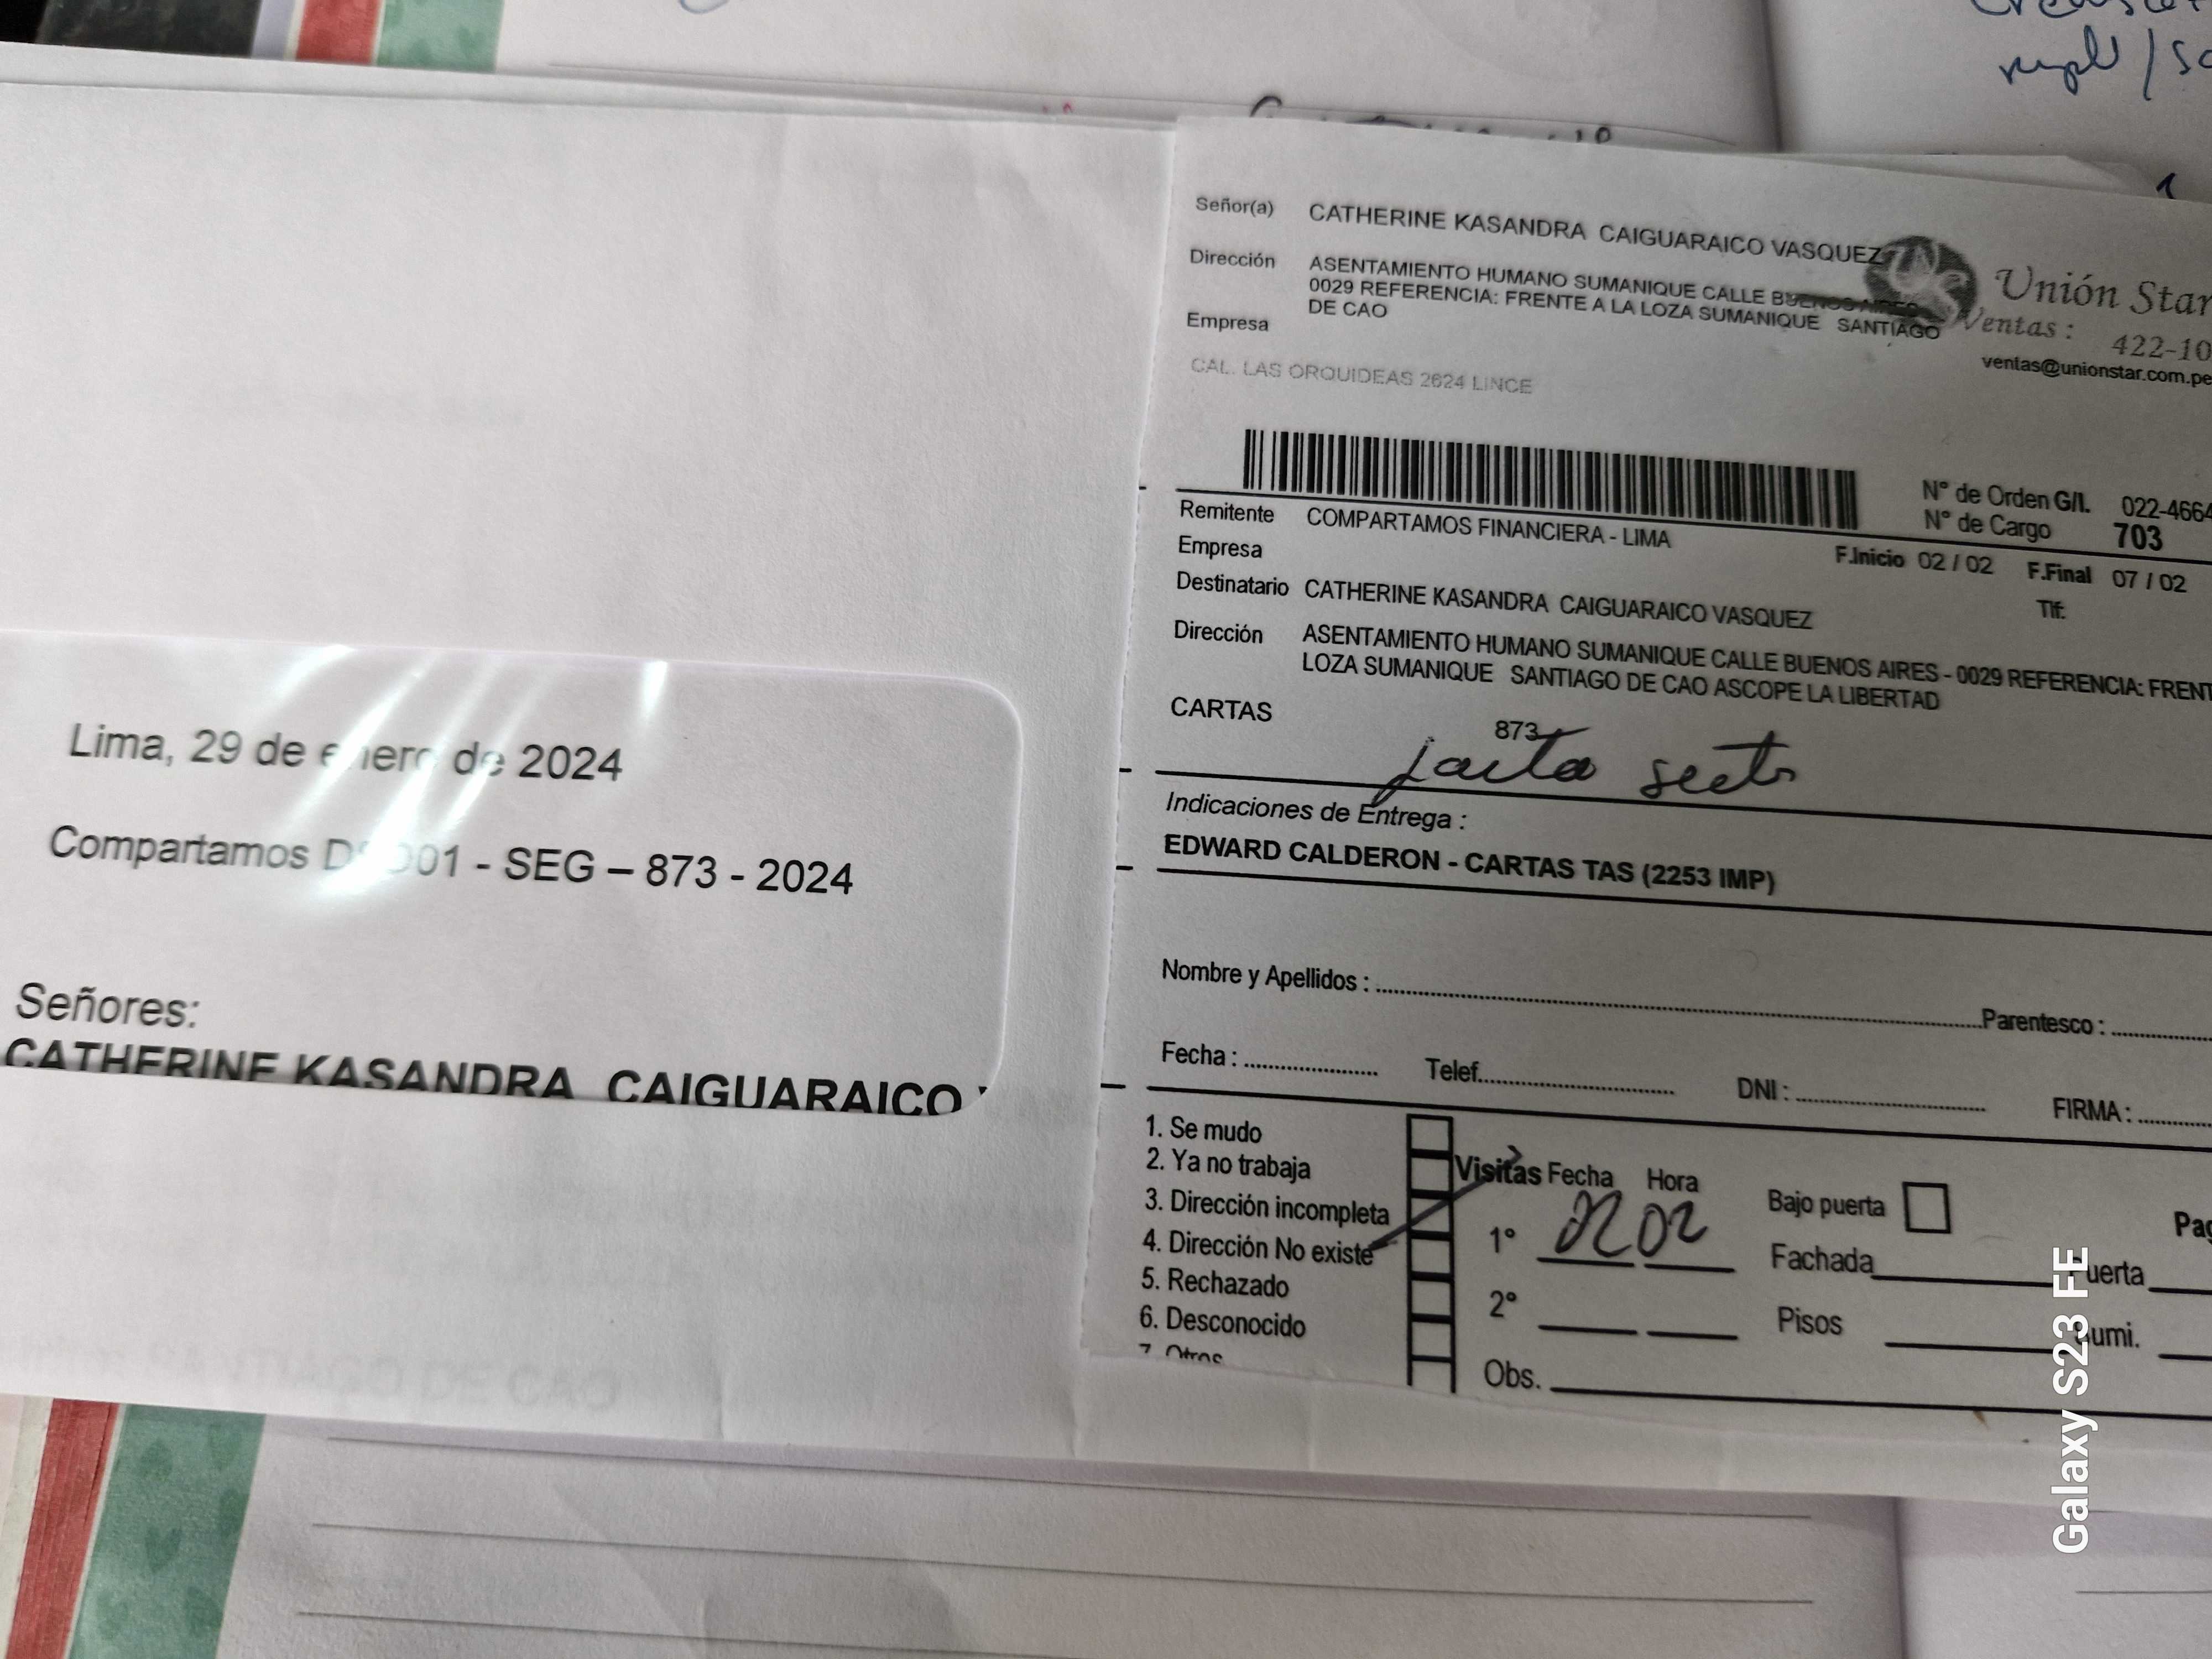 Lima, 29 de enero de 2024
Compartamos 001 - SEG – 873 - 2024
Señores:
CATHERINE KASANDRA CAIGUARAICO
Señor(a) CATHERINE KASANDRA CAIGUARAICO VASQUEZ
Dirección ASENTAMIENTO HUMANO SUMANIQUE CALLE BUENOS AIRES
0029 REFERENCIA: FRENTE A LA LOZA SUMANIQUE SANTIAGO
DE CAO
Empresa
CAL. LAS ORQUIDEAS 2624 LINCE
Unión Star
Ventas :
422-10
ventas@unionstar.com.pe
N° de Orden G/I. 022-4664
N° de Cargo 703
Remitente COMPARTAMOS FINANCIERA - LIMA
F.Inicio 02 / 02 F.Final 07 / 02
Empresa
Destinatario CATHERINE KASANDRA CAIGUARAICO VASQUEZ
Tlf:
Dirección ASENTAMIENTO HUMANO SUMANIQUE CALLE BUENOS AIRES - 0029 REFERENCIA: FRENT
LOZA SUMANIQUE SANTIAGO DE CAO ASCOPE LA LIBERTAD
CARTAS 873
Indicaciones de Entrega :
EDWARD CALDERON - CARTAS TAS (2253 IMP)
Nombre y Apellidos : Parentesco :
Fecha : Telef. DNI : FIRMA :
1. Se mudo
2. Ya no trabaja
3. Dirección incompleta
4. Dirección No existe
5. Rechazado
6. Desconocido
7. Otros
Visitas Fecha Hora
1°
2°
Obs.
Bajo puerta
Fachada Puerta
Pisos Sumi.
Galaxy S23 FE